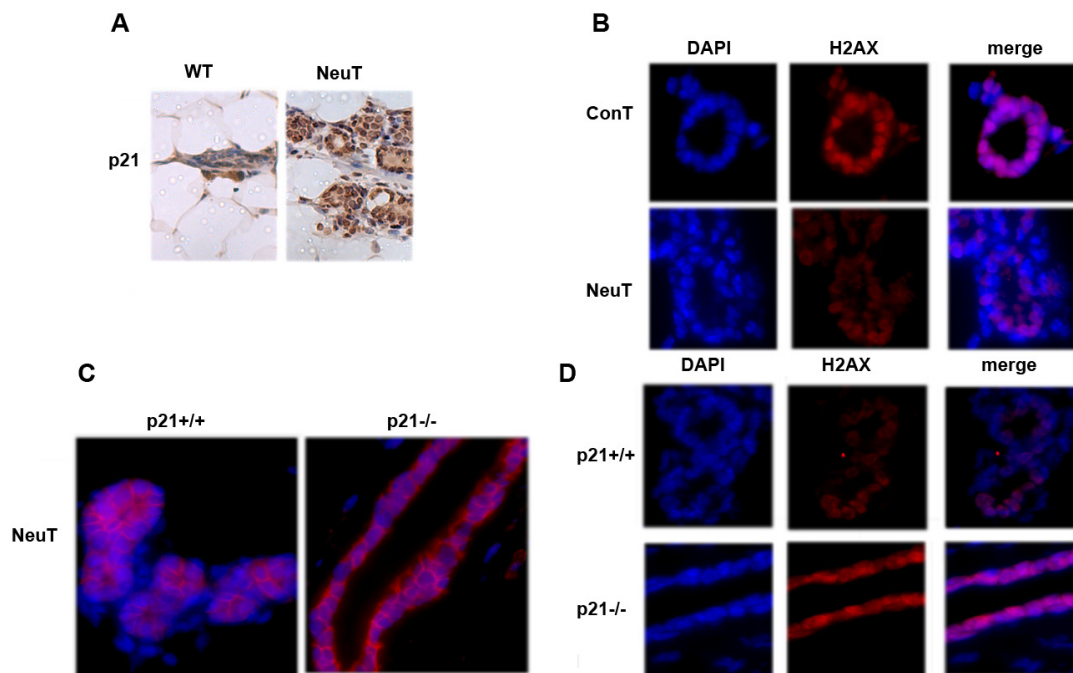 A
WT NeuT
p21
B
DAPI H2AX merge
ConT
NeuT
C
p21+/+ p21-/-
NeuT
D
DAPI H2AX merge
p21+/+
p21-/-